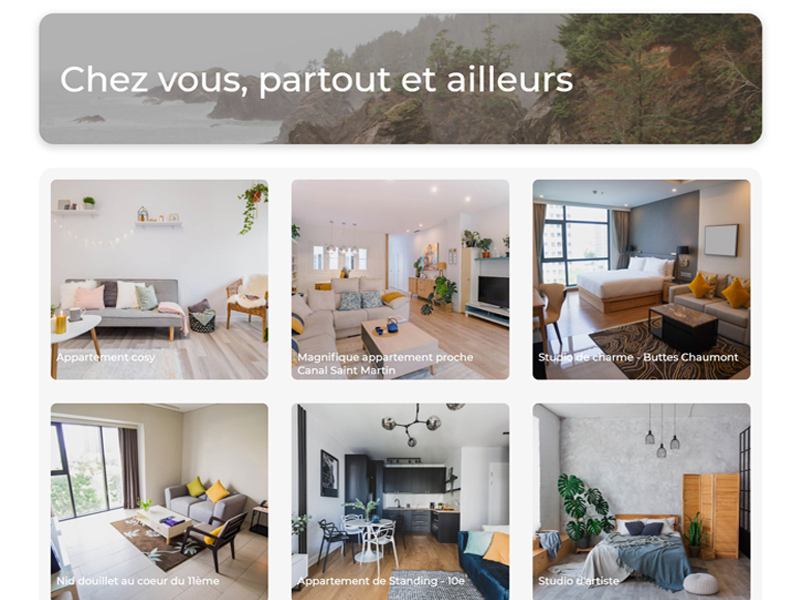 Chez vous, partout et ailleurs
Appartement cosy
Magnifique appartement proche
Canal Saint Martin
Studio de charme - Buttes Chaumont
Nid douillet au coeur du 11ème
Appartement de Standing - 10e
Studio d'artiste